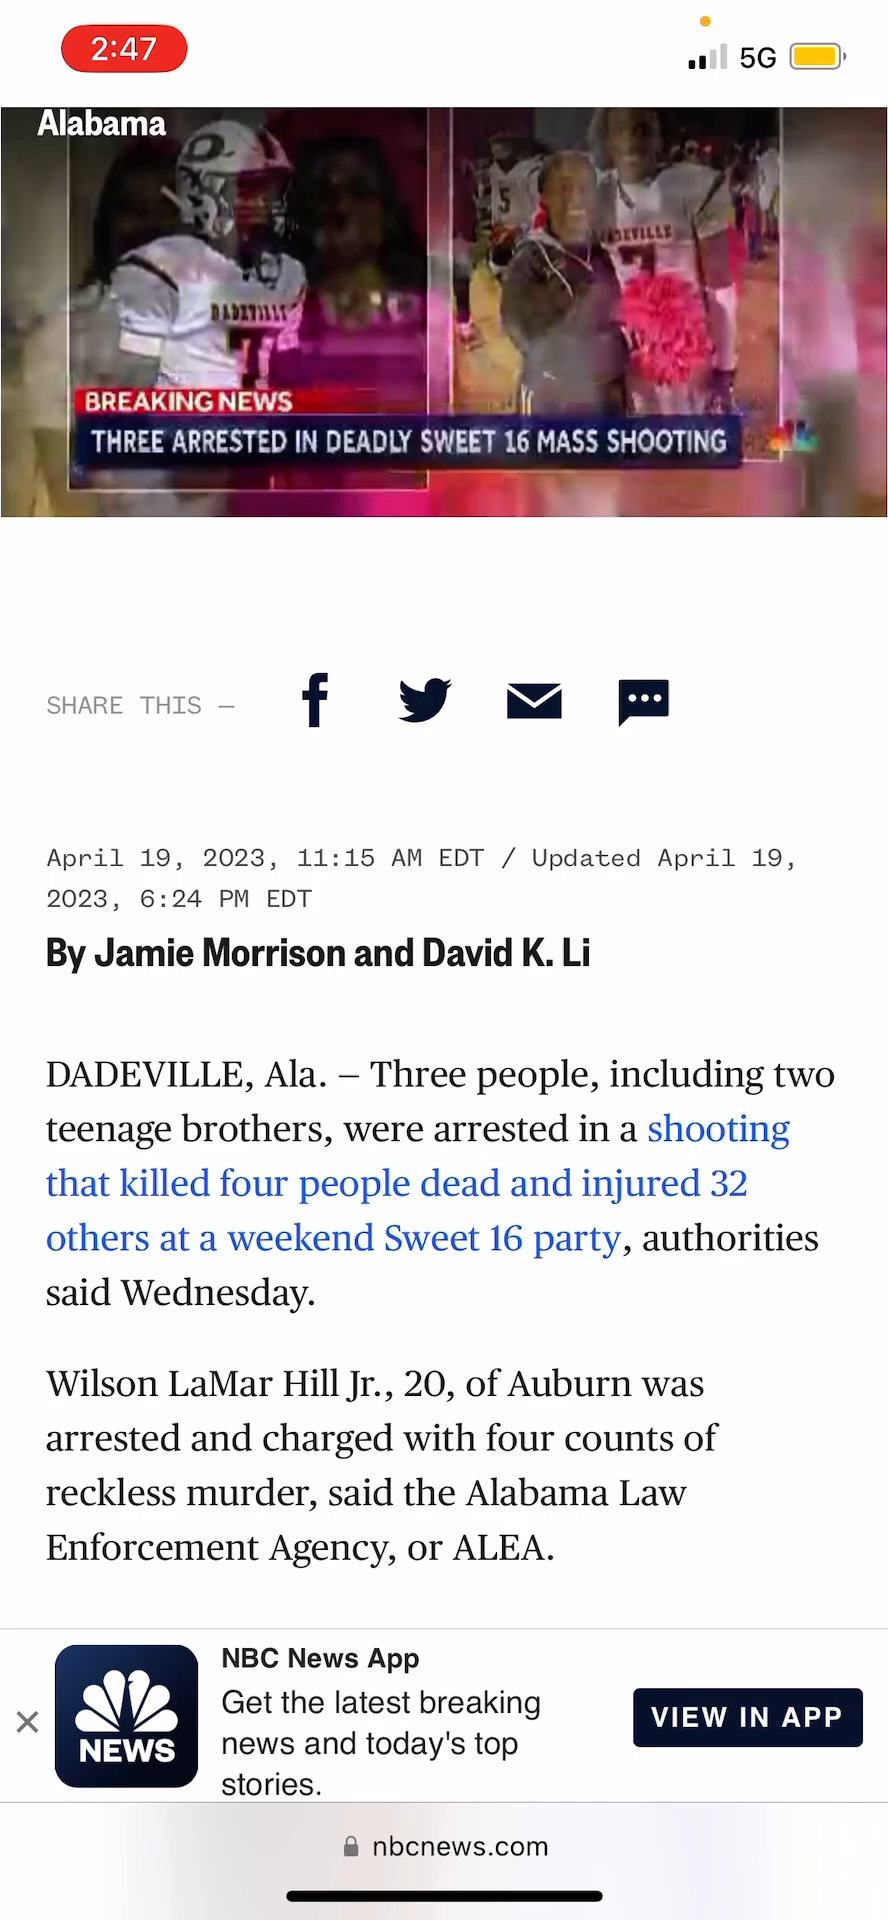 2:47
5G
Alabama
DADEVILLE
5
DADEVILLE
BREAKING NEWS
THREE ARRESTED IN DEADLY SWEET 16 MASS SHOOTING
SHARE THIS —
April 19, 2023, 11:15 AM EDT / Updated April 19,
2023, 6:24 PM EDT
By Jamie Morrison and David K. Li
DADEVILLE, Ala. — Three people, including two
teenage brothers, were arrested in a shooting
that killed four people dead and injured 32
others at a weekend Sweet 16 party, authorities
said Wednesday.
Wilson LaMar Hill Jr., 20, of Auburn was
arrested and charged with four counts of
reckless murder, said the Alabama Law
Enforcement Agency, or ALEA.
NBC News App
Get the latest breaking
news and today's top
stories.
NEWS
VIEW IN APP
nbcnews.com